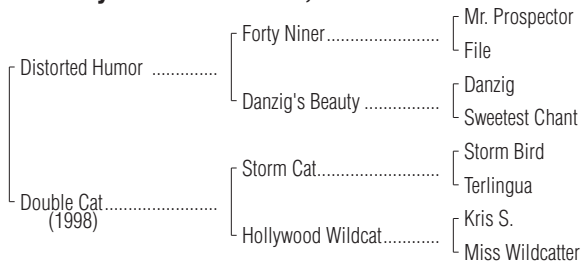 Mr. Prospector
Forty Niner
File
Distorted Humor
Danzig
Danzig's Beauty
Sweetest Chant
Storm Bird
Storm Cat
Terlingua
Double Cat
(1998)
Kris S.
Hollywood Wildcat
Miss Wildcatter